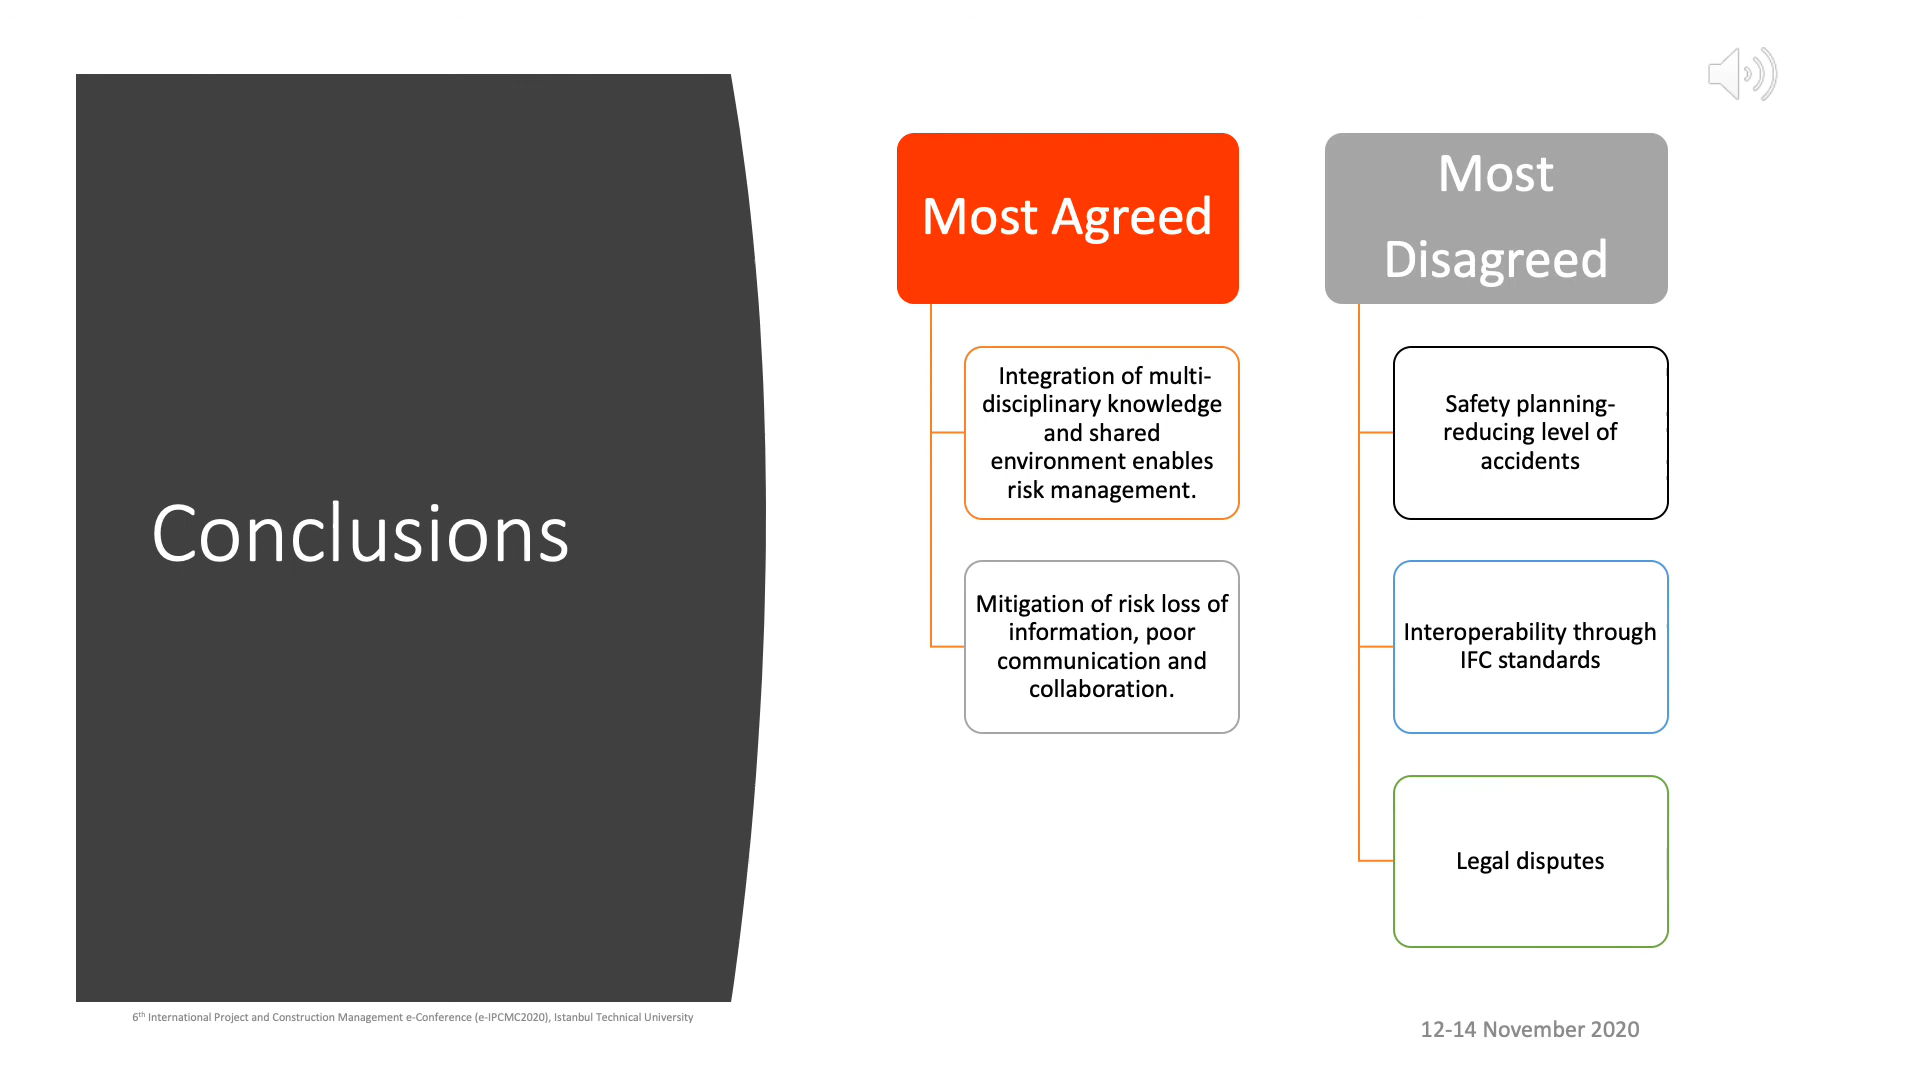 Conclusions
Most Agreed
Integration of multi-
disciplinary knowledge
and shared
environment enables
risk management.
Mitigation of risk loss of
information, poor
communication and
collaboration.
Most
Disagreed
Safety planning-
reducing level of
accidents
Interoperability through
IFC standards
Legal disputes
6th International Project and Construction Management e-Conference (e-IPCMC2020), Istanbul Technical University
12-14 November 2020